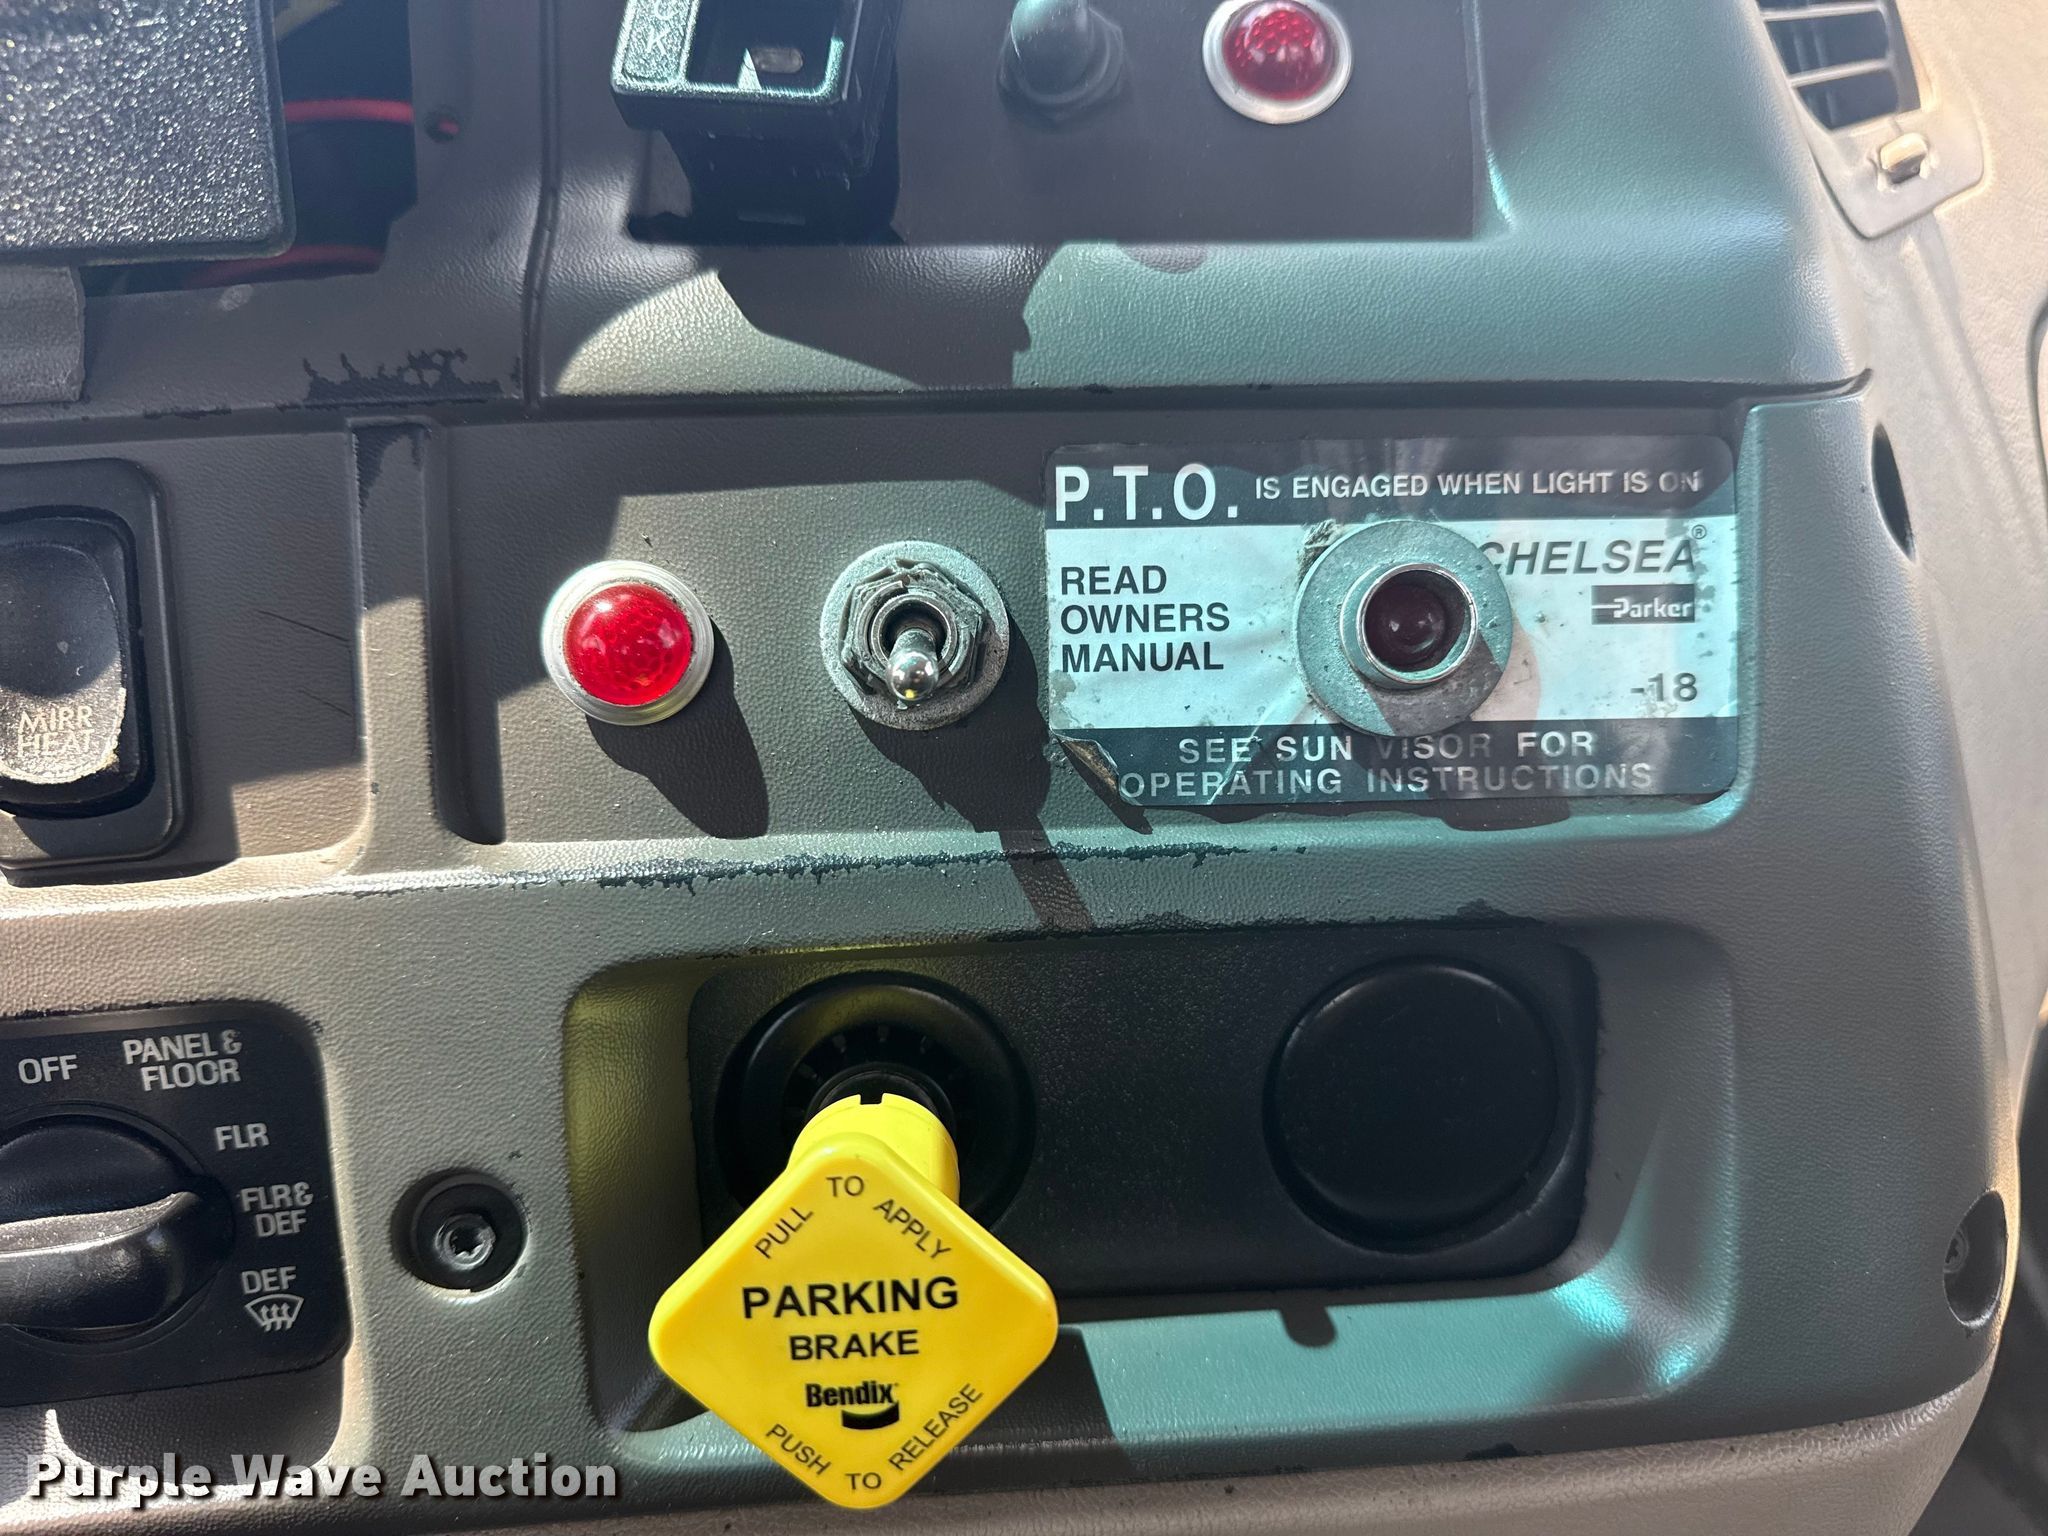 P.T.O. IS ENGAGED WHEN LIGHT IS ON
CHELSEA®
Parker
READ
OWNERS
MANUAL
-18
SEE SUN VISOR FOR
OPERATING INSTRUCTIONS
MIRR
HEAT
OFF
PANEL &
FLOOR
FLR
FLR&
DEF
DEF
PULL TO APPLY
PARKING
BRAKE
Bendix
PUSH TO RELEASE
Purple Wave Auction